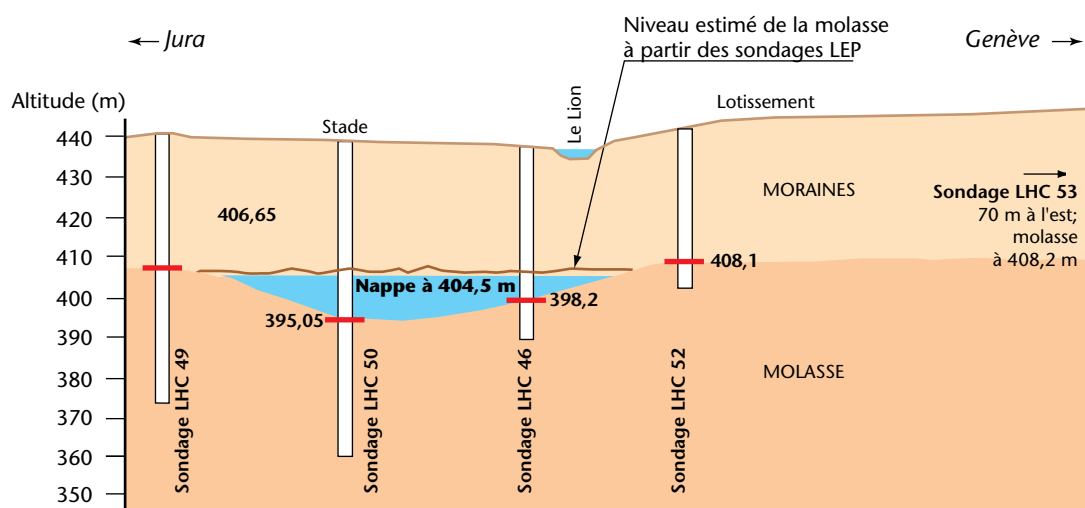 Jura
Niveau estimé de la molasse
à partir des sondages LEP
Genève
Altitude (m)
Stade
Le Lion
Lotissement
440
430
420
410
400
390
380
370
360
350
406,65
MORAINES
Sondage LHC 53
70 m à l'est;
molasse
à 408,2 m
408,1
Nappe à 404,5 m
398,2
395,05
MOLASSE
Sondage LHC 49
Sondage LHC 50
Sondage LHC 46
Sondage LHC 52